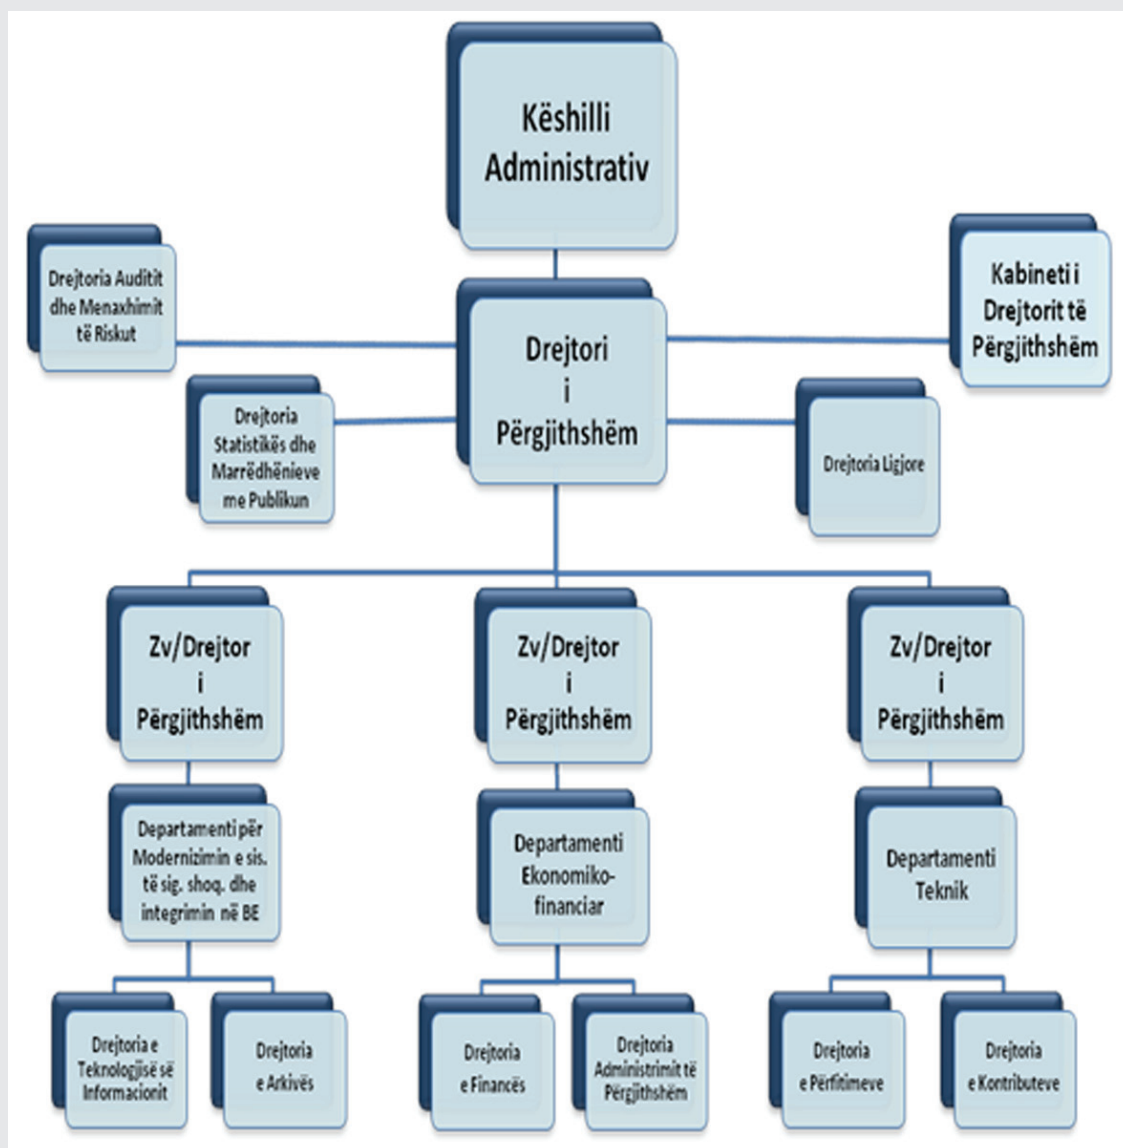 Këshilli
Administrativ
Drejtoria Auditit
dhe Menaxhimit
të Riskut
Kabineti i
Drejtorit të
Përgjithshëm
Drejtori
i
Përgjithshëm
Drejtoria
Statistikës dhe
Marrëdhënieve
me Publikun
Drejtoria Ligjore
Zv/Drejtor
i
Përgjithshëm
Zv/Drejtor
i
Përgjithshëm
Zv/Drejtor
i
Përgjithshëm
Departamenti për
Modernizimin e sis.
të sig. shoq. dhe
integrimin në BE
Departamenti
Ekonomiko-
financiar
Departamenti
Teknik
Drejtoria e
Teknologjisë së
Informacionit
Drejtoria
e Arkivës
Drejtoria
e Financës
Drejtoria
Administrimit të
Përgjithshëm
Drejtoria
e Përfitimeve
Drejtoria
e Kontributeve